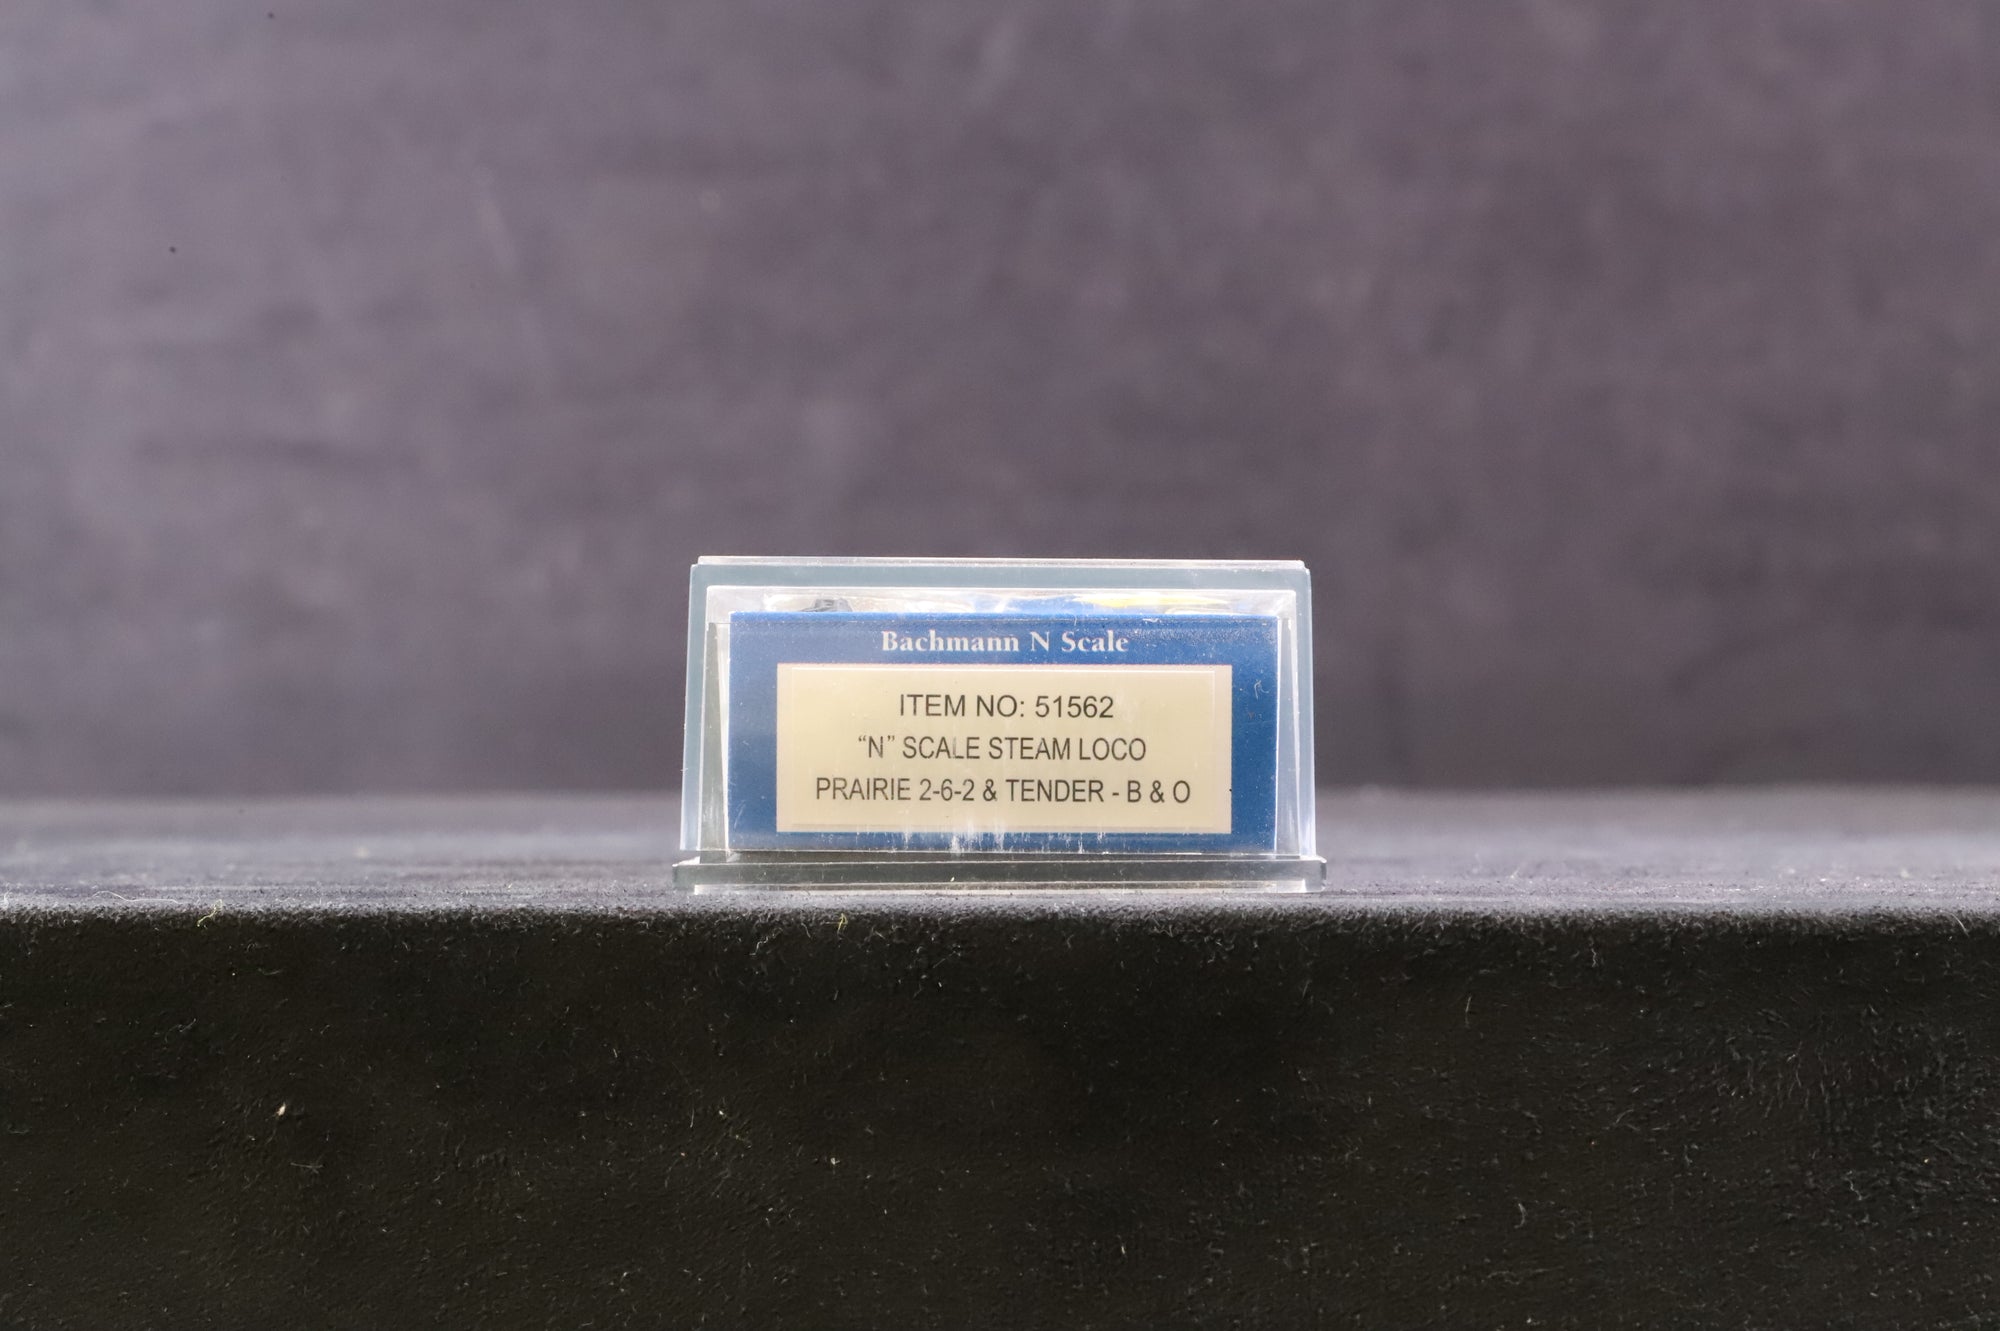 Bachmann N Scale
ITEM NO: 51562
“N” SCALE STEAM LOCO
PRAIRIE 2-6-2 & TENDER - B & O